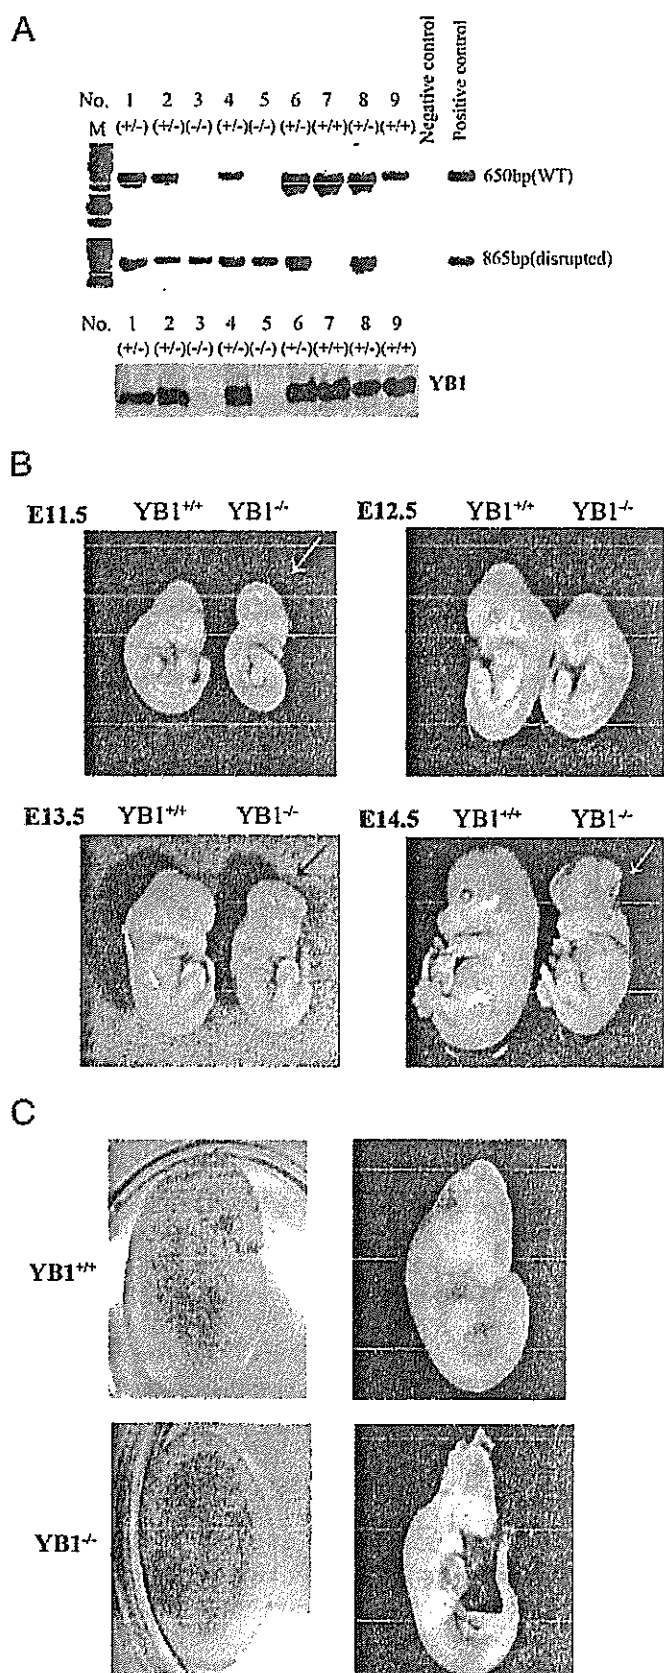 A
Negative control
Positive control
No. 1 2 3 4 5 6 7 8 9
M (+/-) (+/-)(-/-) (+/-) (-/-) (+/-) (+/+) (+/-) (+/+)
650bp(WT)
865bp(disrupted)
No. 1 2 3 4 5 6 7 8 9
(+/-) (+/-)(-/-) (+/-) (-/-) (+/-)(+/+) (+/-) (+/+)
YB1
B
E11.5 YB1+/+ YB1-/- E12.5 YB1+/+ YB1-/-
E13.5 YB1+/+ YB1-/- E14.5 YB1+/+ YB1-/-
C
YB1+/+
YB1-/-